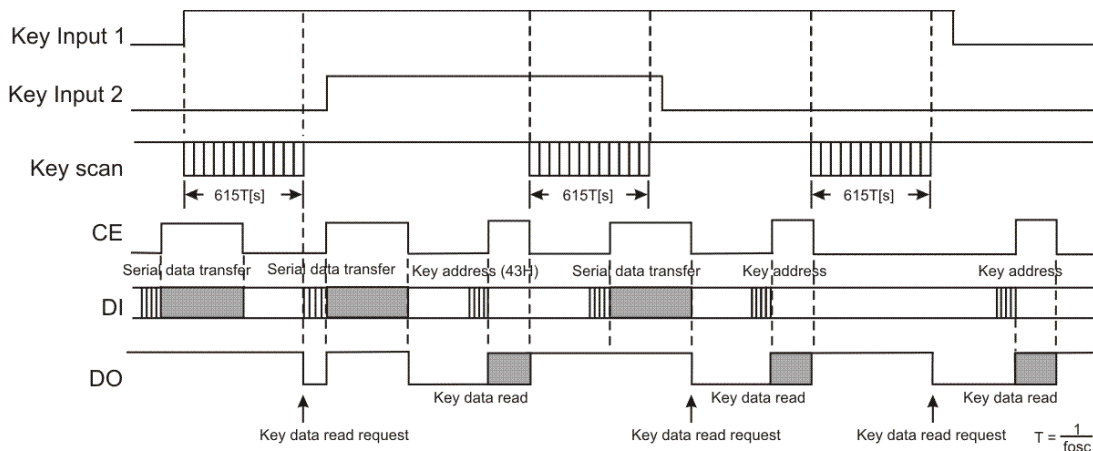 Key Input 1
Key Input 2
Key scan
615T[s] 615T[s] 615T[s]
CE
Serial data transfer Serial data transfer Key address (43H) Serial data transfer Key address Key address
DI
DO
Key data read Key data read Key data read
Key data read request Key data read request Key data read request
T = 1/fosc